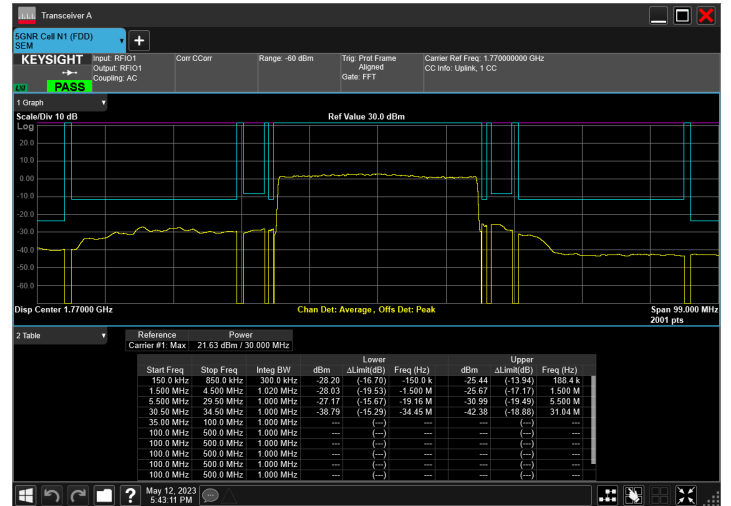 Transceiver A
5GNR Cell N1 (FDD)
SEM
KEYSIGHT
Input: RFIO1
Output: RFIO1
Coupling: AC
Corr CCorr
Range: -60 dBm
Trig: Prot Frame
Aligned
Gate: FFT
Carrier Ref Freq: 1.770000000 GHz
CC Info: Uplink, 1 CC
LXI
PASS
1 Graph
Scale/Div 10 dB
Ref Value 30.0 dBm
Log
20.0
10.0
0.00
-10.0
-20.0
-30.0
-40.0
-50.0
-60.0
Disp Center 1.77000 GHz
Chan Det: Average , Offs Det: Peak
Span 99.000 MHz
2001 pts
2 Table
Reference Power
Carrier #1: Max 21.63 dBm / 30.000 MHz
Lower Upper
Start Freq Stop Freq Integ BW dBm ΔLimit(dB) Freq (Hz) dBm ΔLimit(dB) Freq (Hz)
150.0 kHz 850.0 kHz 300.0 kHz -28.20 (-16.70) -150.0 k -25.44 (-13.94) 188.4 k
1.500 MHz 4.500 MHz 1.020 MHz -28.03 (-19.53) -1.500 M -25.67 (-17.17) 1.500 M
5.500 MHz 29.50 MHz 1.000 MHz -27.17 (-15.67) -19.16 M -30.99 (-19.49) 5.500 M
30.50 MHz 34.50 MHz 1.000 MHz -38.79 (-15.29) -34.45 M -42.38 (-18.88) 31.04 M
35.00 MHz 100.0 MHz 1.000 MHz --- (---) --- --- (---) ---
100.0 MHz 500.0 MHz 1.000 MHz --- (---) --- --- (---) ---
100.0 MHz 500.0 MHz 1.000 MHz --- (---) --- --- (---) ---
100.0 MHz 500.0 MHz 1.000 MHz --- (---) --- --- (---) ---
100.0 MHz 500.0 MHz 1.000 MHz --- (---) --- --- (---) ---
100.0 MHz 500.0 MHz 1.000 MHz --- (---) --- --- (---) ---
May 12, 2023
5:43:11 PM